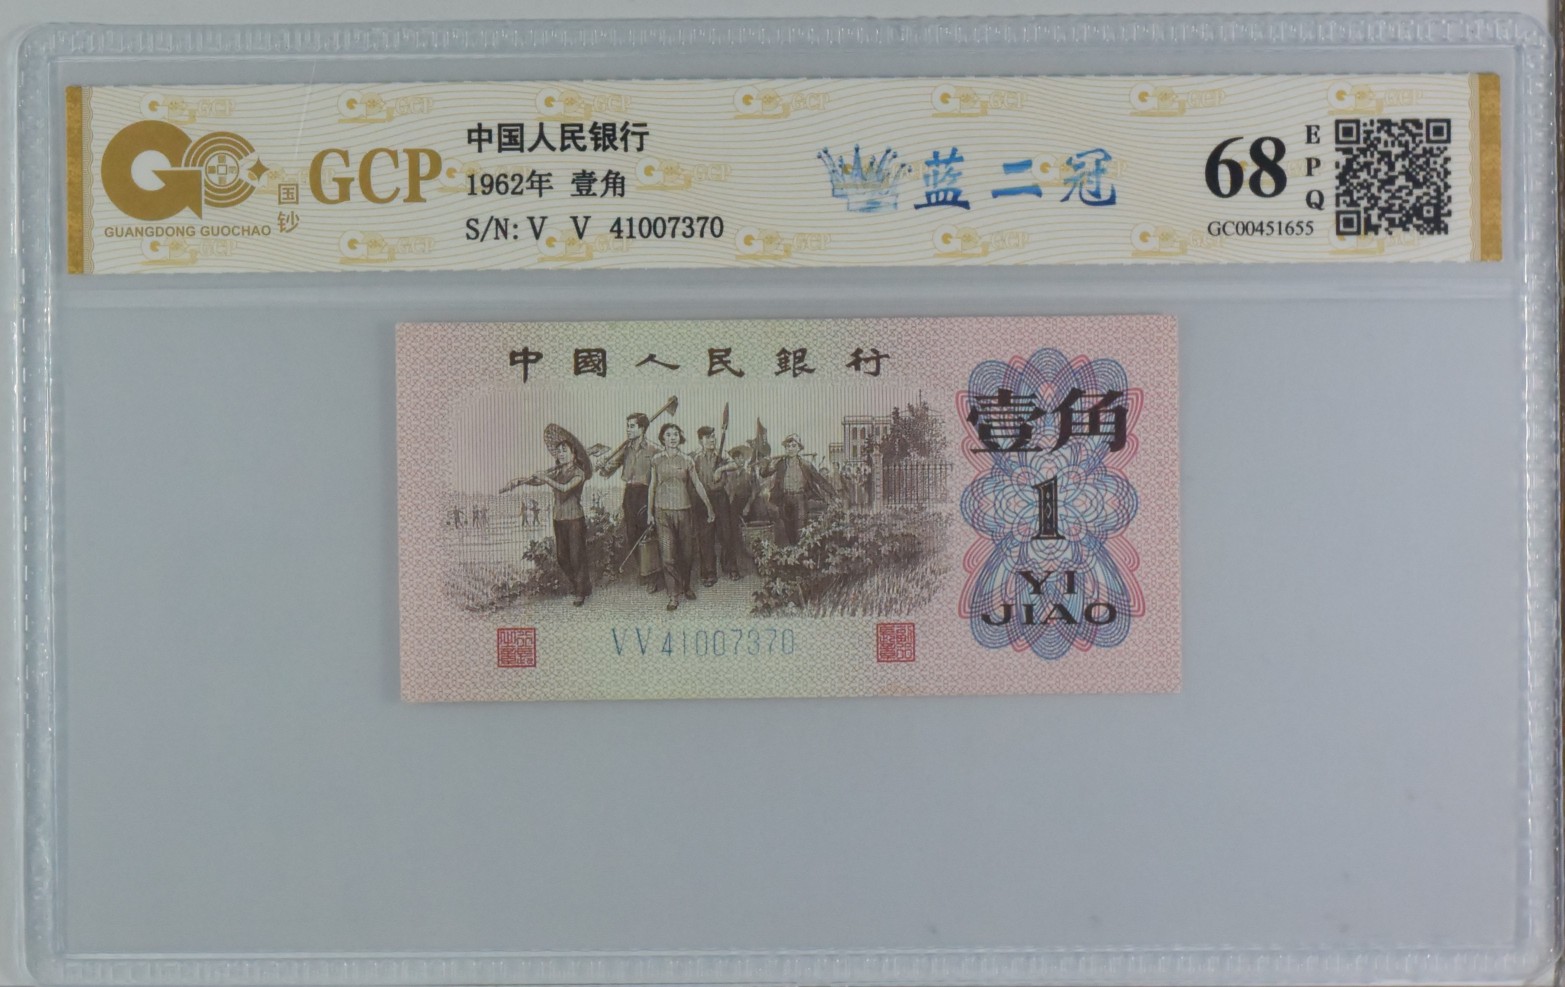 GUANGDONG GUOCHAO
国钞
GCP
中国人民银行
1962年 壹角
S/N: V V 41007370
蓝二冠
68
EPQ
GC00451655
中國人民銀行
壹角
1
YI
JIAO
VV41007370